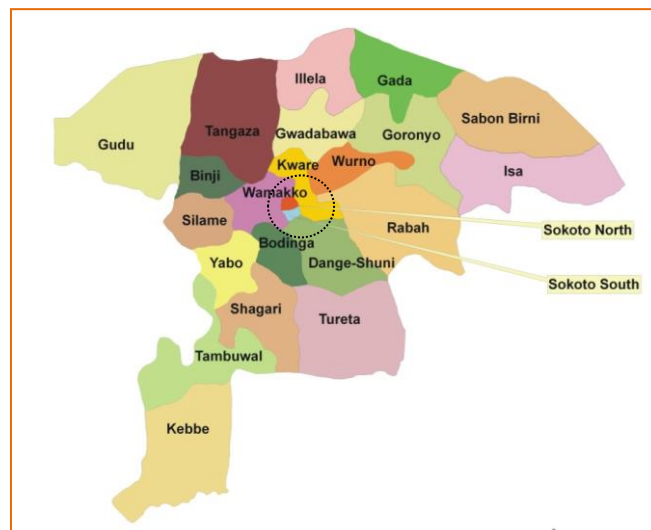 Illela
Gada
Sabon Birni
Gudu
Tangaza
Gwadabawa
Goronyo
Kware
Wurno
Isa
Binji
Wamakko
Silame
Rabah
Sokoto North
Bodinga
Yabo
Dange-Shuni
Sokoto South
Shagari
Tureta
Tambuwal
Kebbe